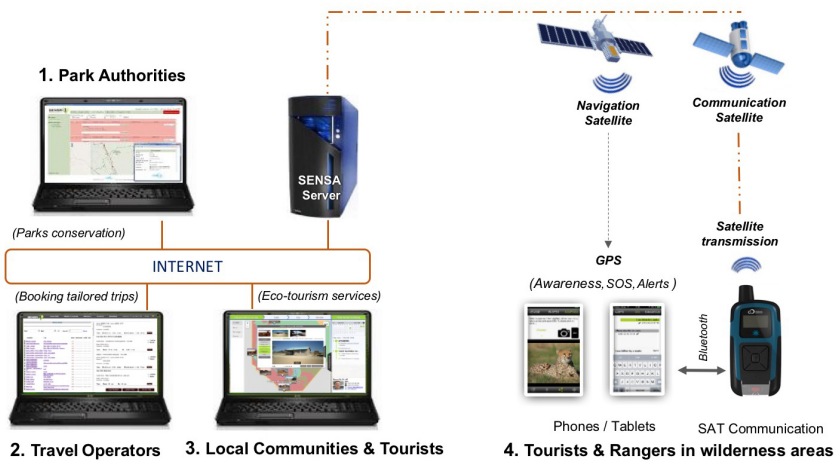 1. Park Authorities
Navigation
Satellite
Communication
Satellite
SENSA
Server
(Parks conservation)
Satellite
transmission
INTERNET
GPS
(Awareness, SOS, Alerts )
(Booking tailored trips)
(Eco-tourism services)
Bluetooth
Phones / Tablets
SAT Communication
2. Travel Operators
3. Local Communities & Tourists
4. Tourists & Rangers in wilderness areas